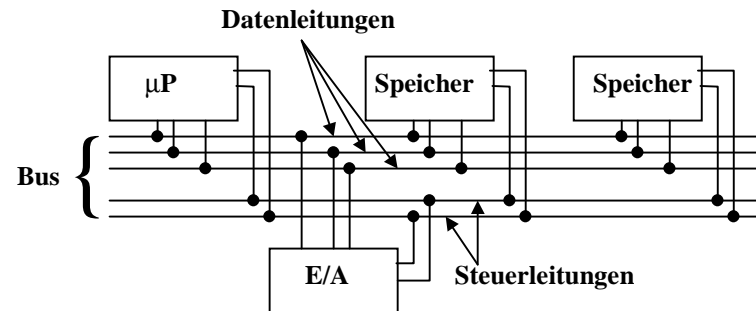 Datenleitungen
μP
Speicher
Speicher
Bus
E/A
Steuerleitungen